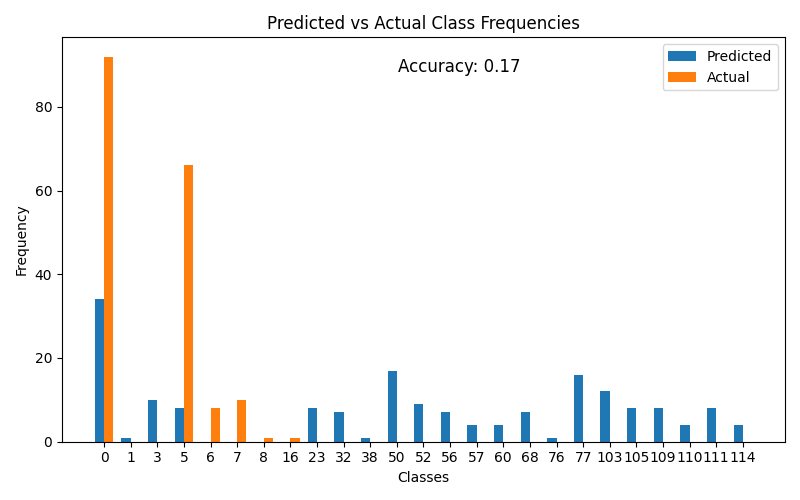 Predicted vs Actual Class Frequencies
Accuracy: 0.17
Predicted
Actual
Frequency
80
60
40
20
0
0 1 3 5 6 7 8 16 23 32 38 50 52 56 57 60 68 76 77 103 105 109 110 111 114
Classes